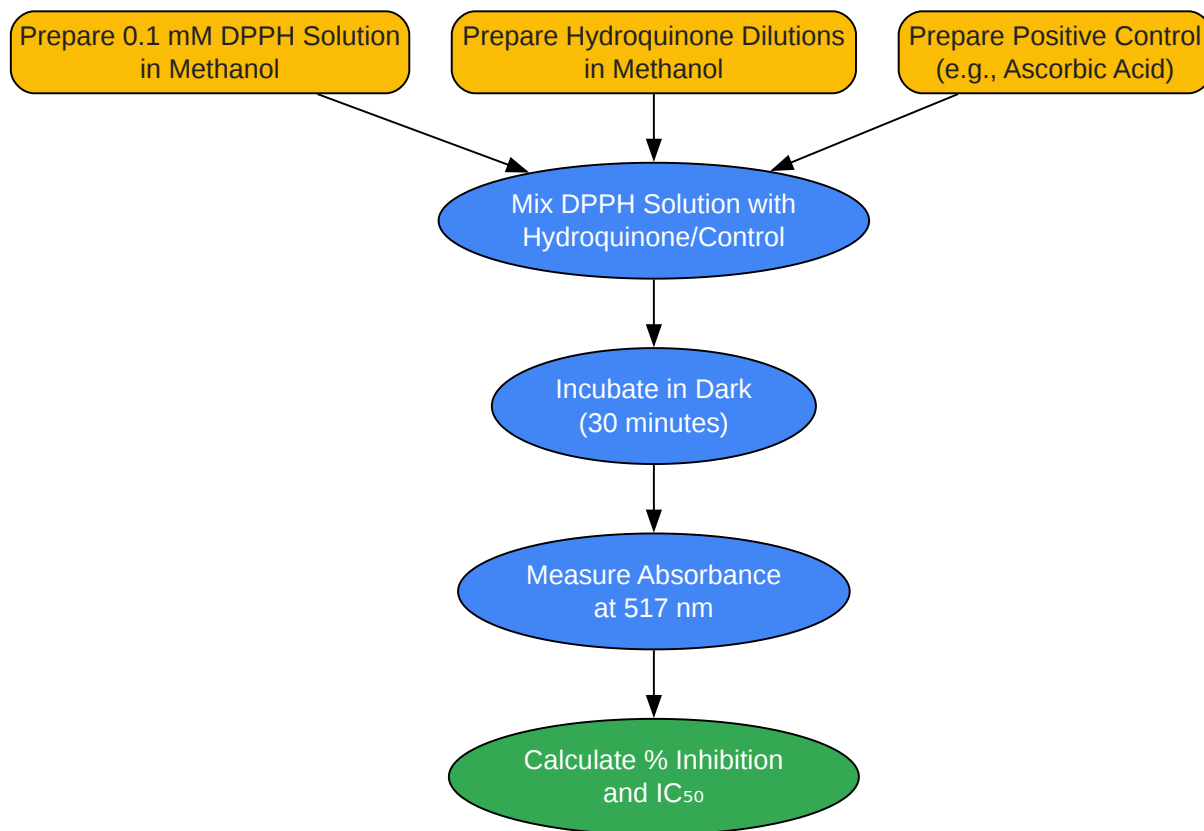 Prepare 0.1 mM DPPH Solution
in Methanol
Prepare Hydroquinone Dilutions
in Methanol
Prepare Positive Control
(e.g., Ascorbic Acid)
Mix DPPH Solution with
Hydroquinone/Control
Incubate in Dark
(30 minutes)
Measure Absorbance
at 517 nm
Calculate % Inhibition
and IC₅₀